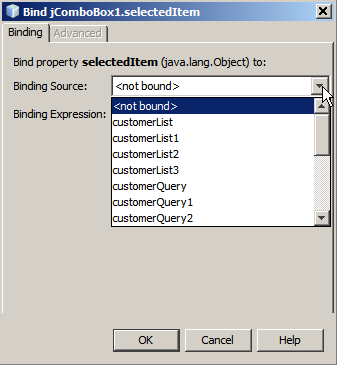 Bind jComboBox1.selectedItem
Binding Advanced
Bind property selectedItem (java.lang.Object) to:
Binding Source: <not bound>
<not bound>
Binding Expression: customerList
customerList1
customerList2
customerList3
customerQuery
customerQuery1
customerQuery2
OK Cancel Help